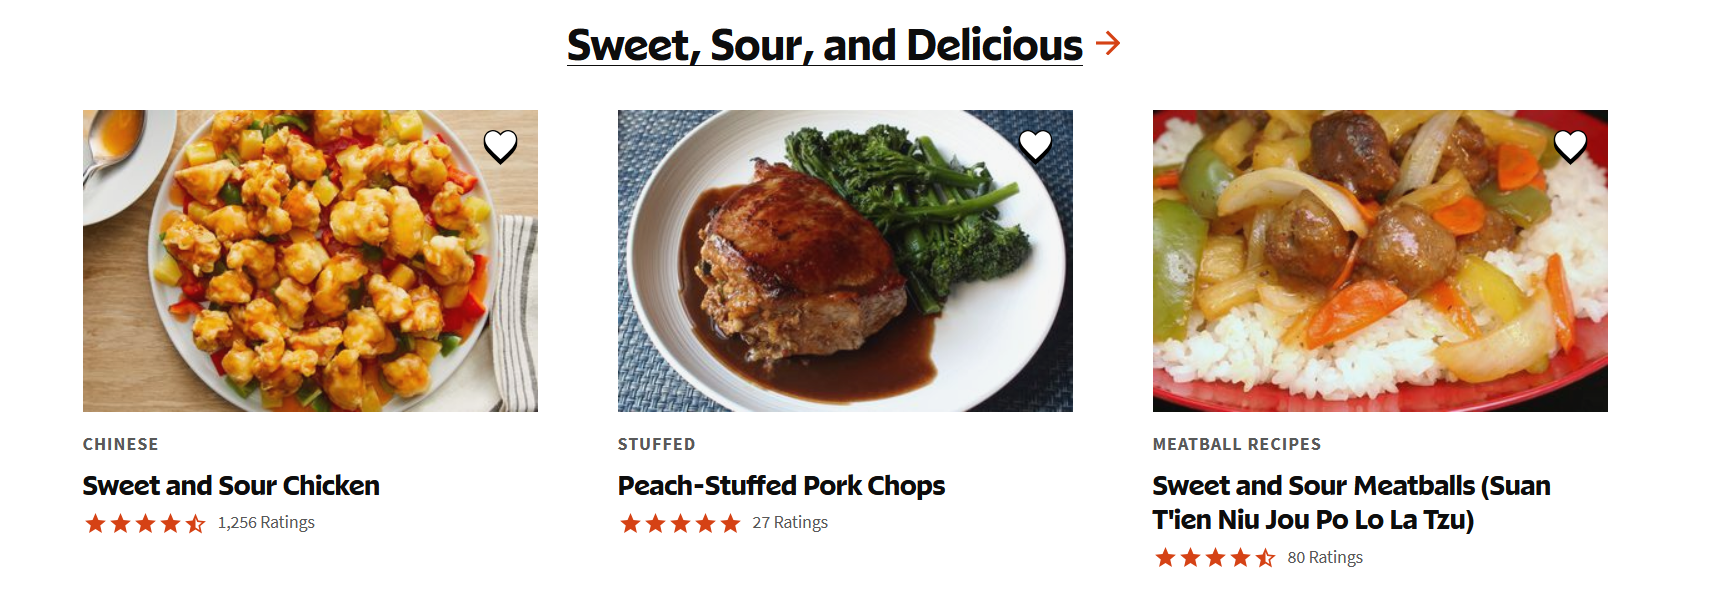 Sweet, Sour, and Delicious
CHINESE
Sweet and Sour Chicken
1,256 Ratings
STUFFED
Peach-Stuffed Pork Chops
27 Ratings
MEATBALL RECIPES
Sweet and Sour Meatballs (Suan
T'ien Niu Jou Po Lo La Tzu)
80 Ratings